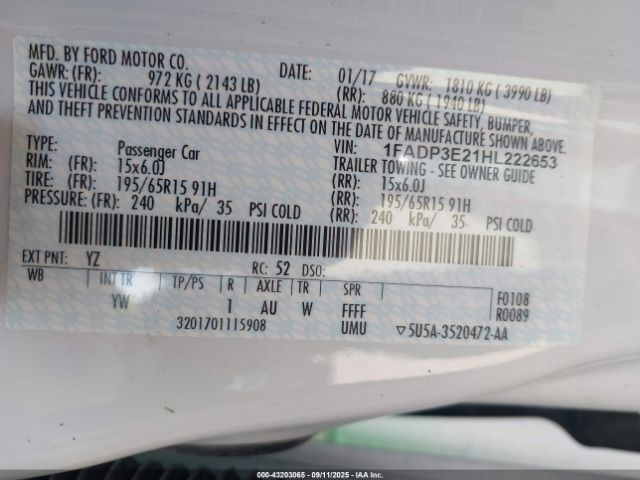 MFD. BY FORD MOTOR CO.
DATE: 01/17 GVWR: 1810 KG ( 3990 LB)
GAWR: (FR): 972 KG ( 2143 LB) (RR): 880 KG ( 1940 LB)
THIS VEHICLE CONFORMS TO ALL APPLICABLE FEDERAL MOTOR VEHICLE SAFETY, BUMPER,
AND THEFT PREVENTION STANDARDS IN EFFECT ON THE DATE OF MANUFACTURE SHOWN ABOVE.
VIN: 1FADP3E21HL222653
TYPE: Passenger Car TRAILER TOWING - SEE OWNER GUIDE
RIM: 15x6.0J (RR): 15x6.0J
TIRE: (FR): 195/65R15 91H (RR): 195/65R15 91H
PRESSURE: (FR): 240 kPa/ 35 PSI COLD (RR): 240 kPa/ 35 PSI COLD
EXT PNT: YZ RC: 52 DSO:
WB INT TR TP/PS R AXLE TR SPR F0108
YW 1 AU W FFFF R0089
3201701115908 UMU ▽5U5A-3520472-AA
000-43203065 - 09/11/2025 - IAAI